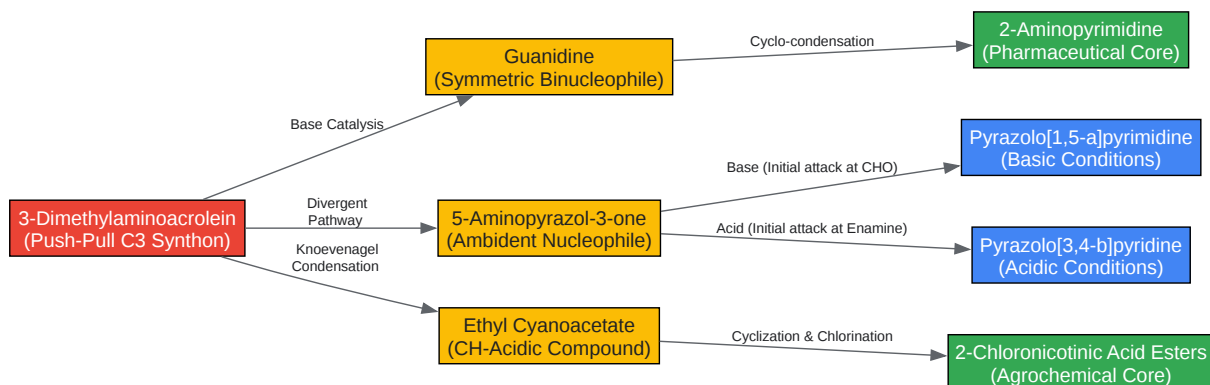 2-Aminopyrimidine
(Pharmaceutical Core)
Cyclo-condensation
Guanidine
(Symmetric Binucleophile)
Base Catalysis
Pyrazolo[1,5-a]pyrimidine
(Basic Conditions)
Base (Initial attack at CHO)
3-Dimethylaminoacrolein
(Push-Pull C3 Synthon)
Divergent
Pathway
5-Aminopyrazol-3-one
(Ambident Nucleophile)
Acid (Initial attack at Enamine)
Pyrazolo[3,4-b]pyridine
(Acidic Conditions)
Knoevenagel
Condensation
Ethyl Cyanoacetate
(CH-Acidic Compound)
Cyclization & Chlorination
2-Chloronicotinic Acid Esters
(Agrochemical Core)